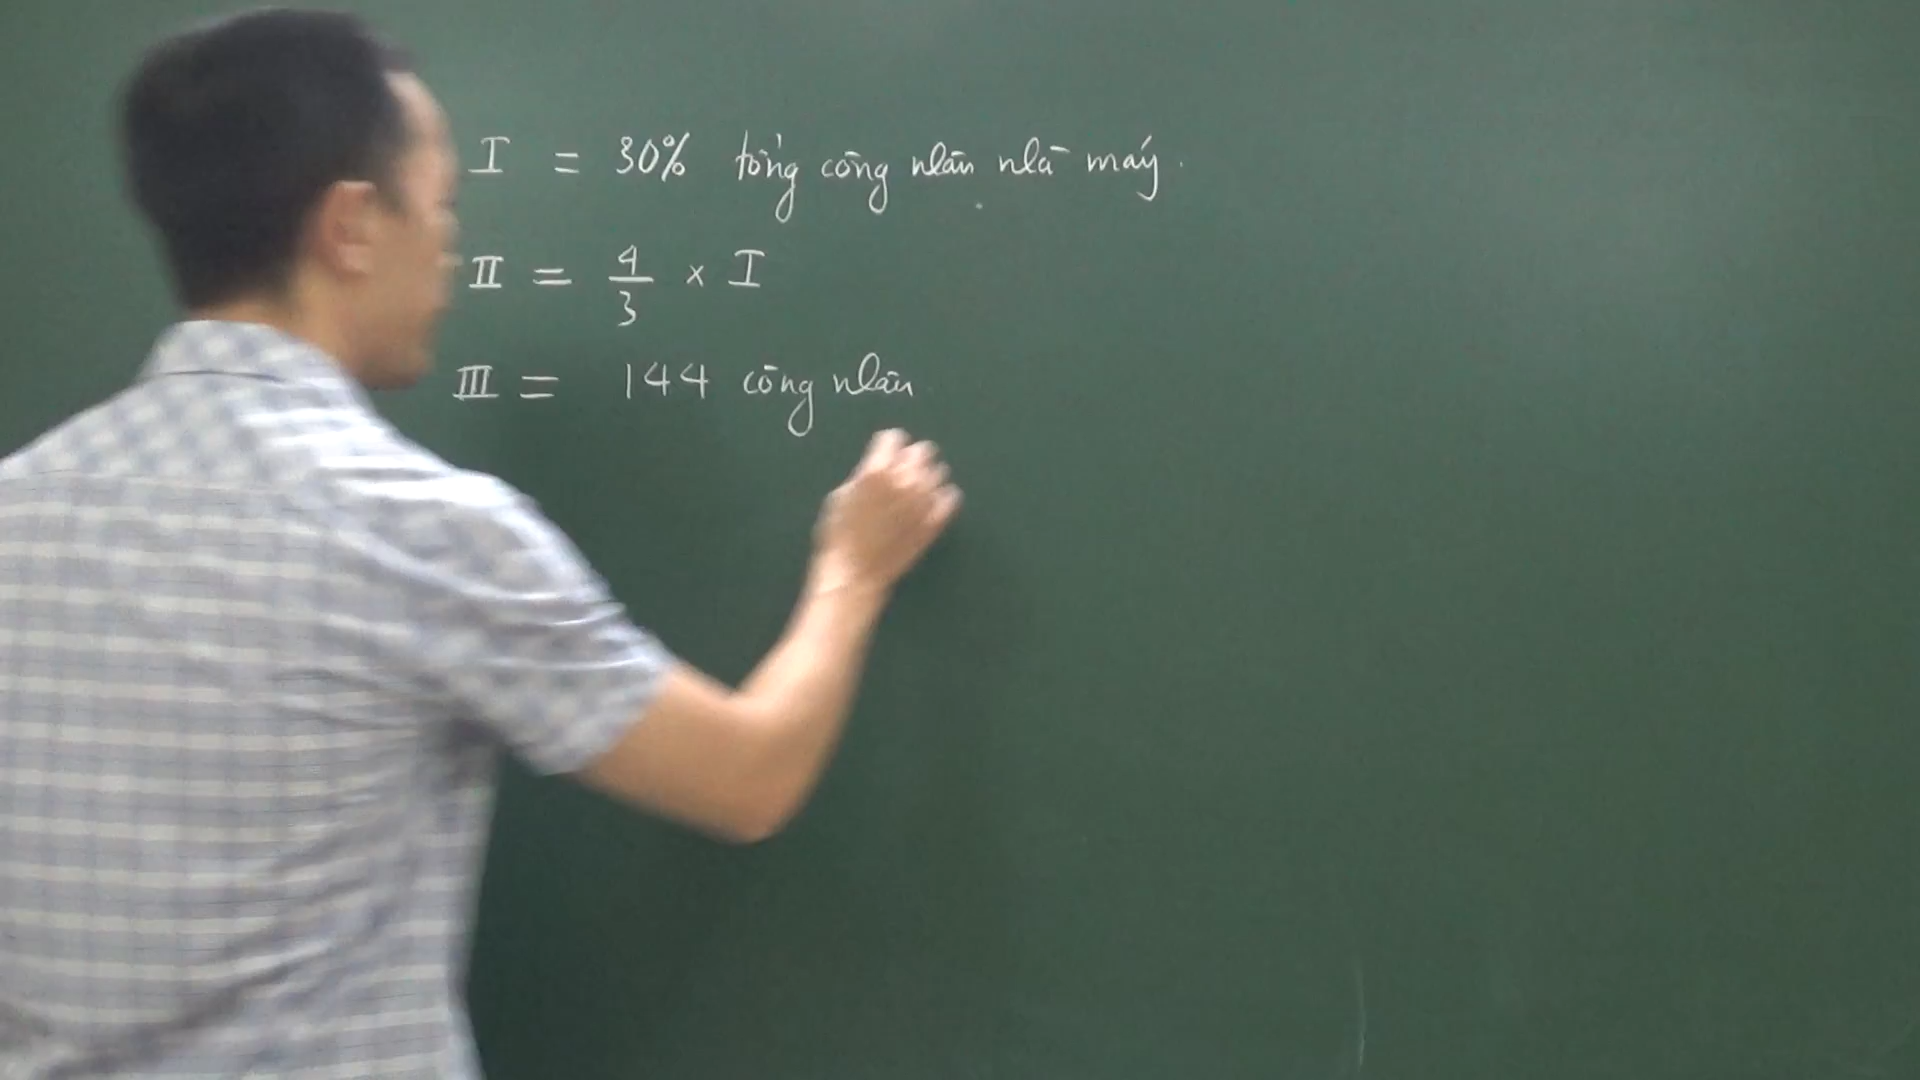 I = 30% tổng công nhân nhà máy.
II = 4/3 × I
III = 144 công nhân